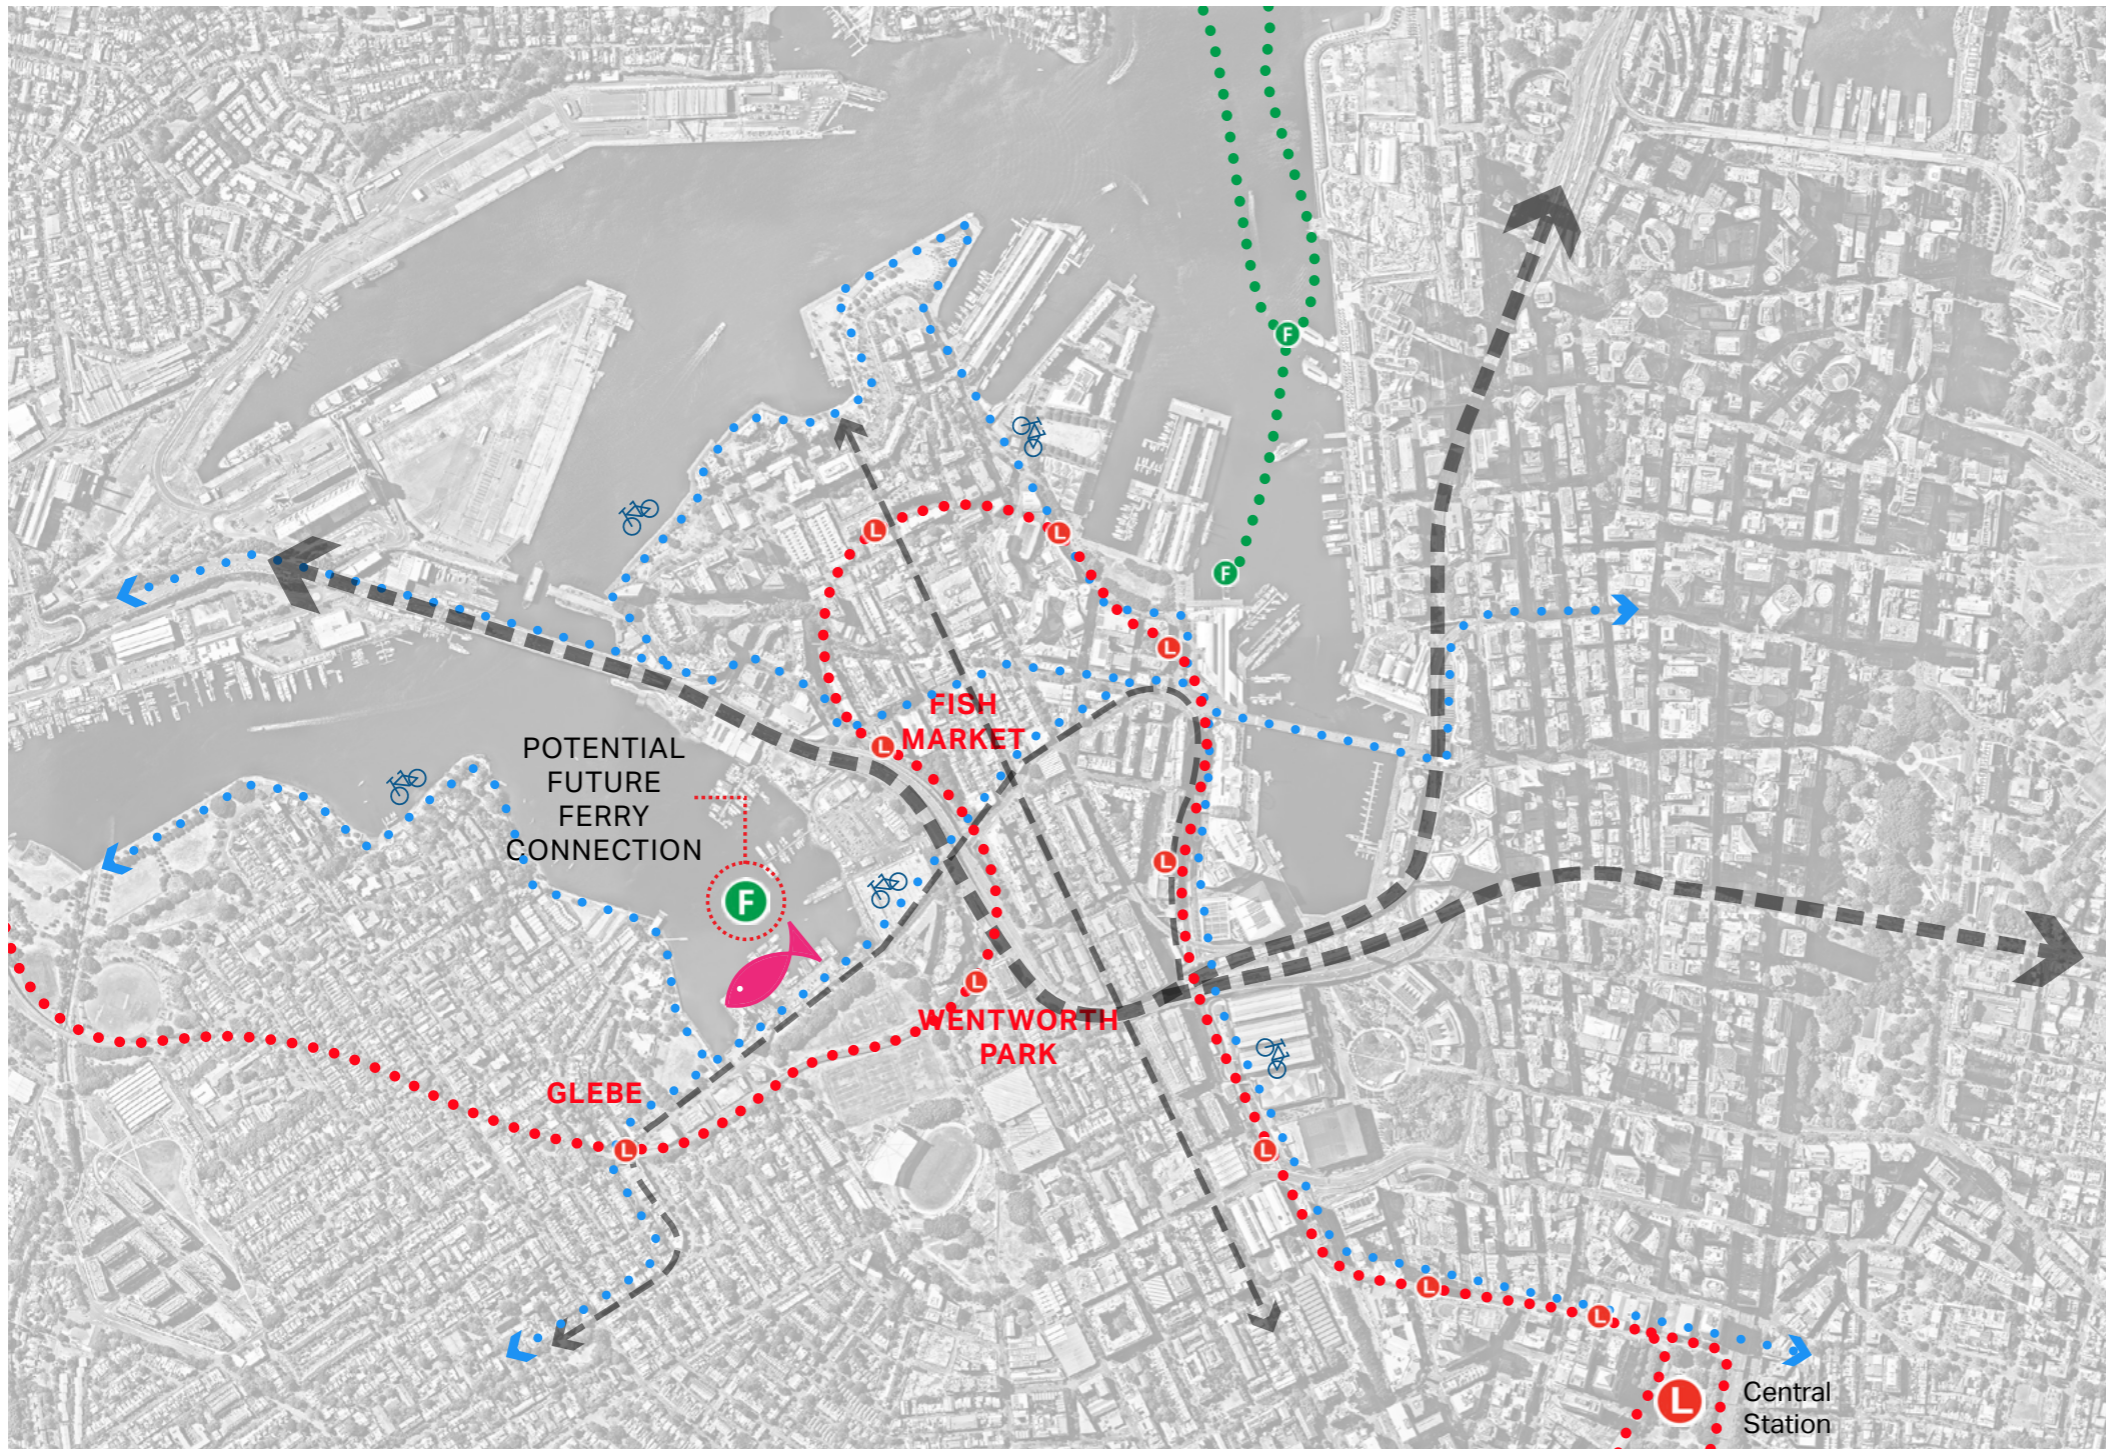 F
L
L
F
L
FISH
MARKET
L
POTENTIAL
FUTURE
FERRY
CONNECTION
L
F
L
WENTWORTH
PARK
GLEBE
L
L
L
L
L
Central
Station